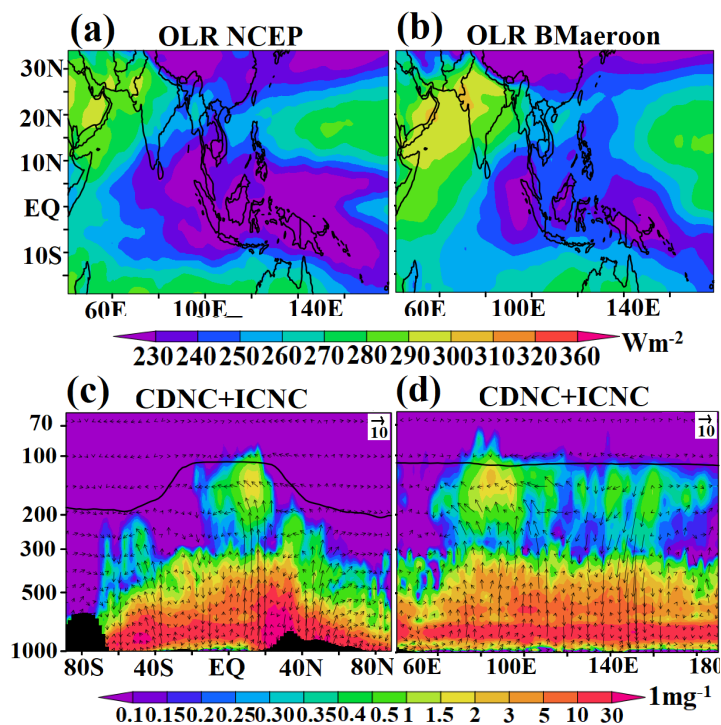 (a) OLR NCEP (b) OLR BMaeroon
30N
20N
10N
EQ
10S
60E 100E 140E 60E 100E 140E
230 240 250 260 270 280 290 300 310 320 360 Wm-2
(c) CDNC+ICNC (d) CDNC+ICNC
70
100
200
300
500
1000
10 10
80S 40S EQ 40N 80N 60E 100E 140E 180
0.1 0.15 0.2 0.25 0.3 0.35 0.4 0.5 1 1.5 2 3 5 10 30 1mg-1